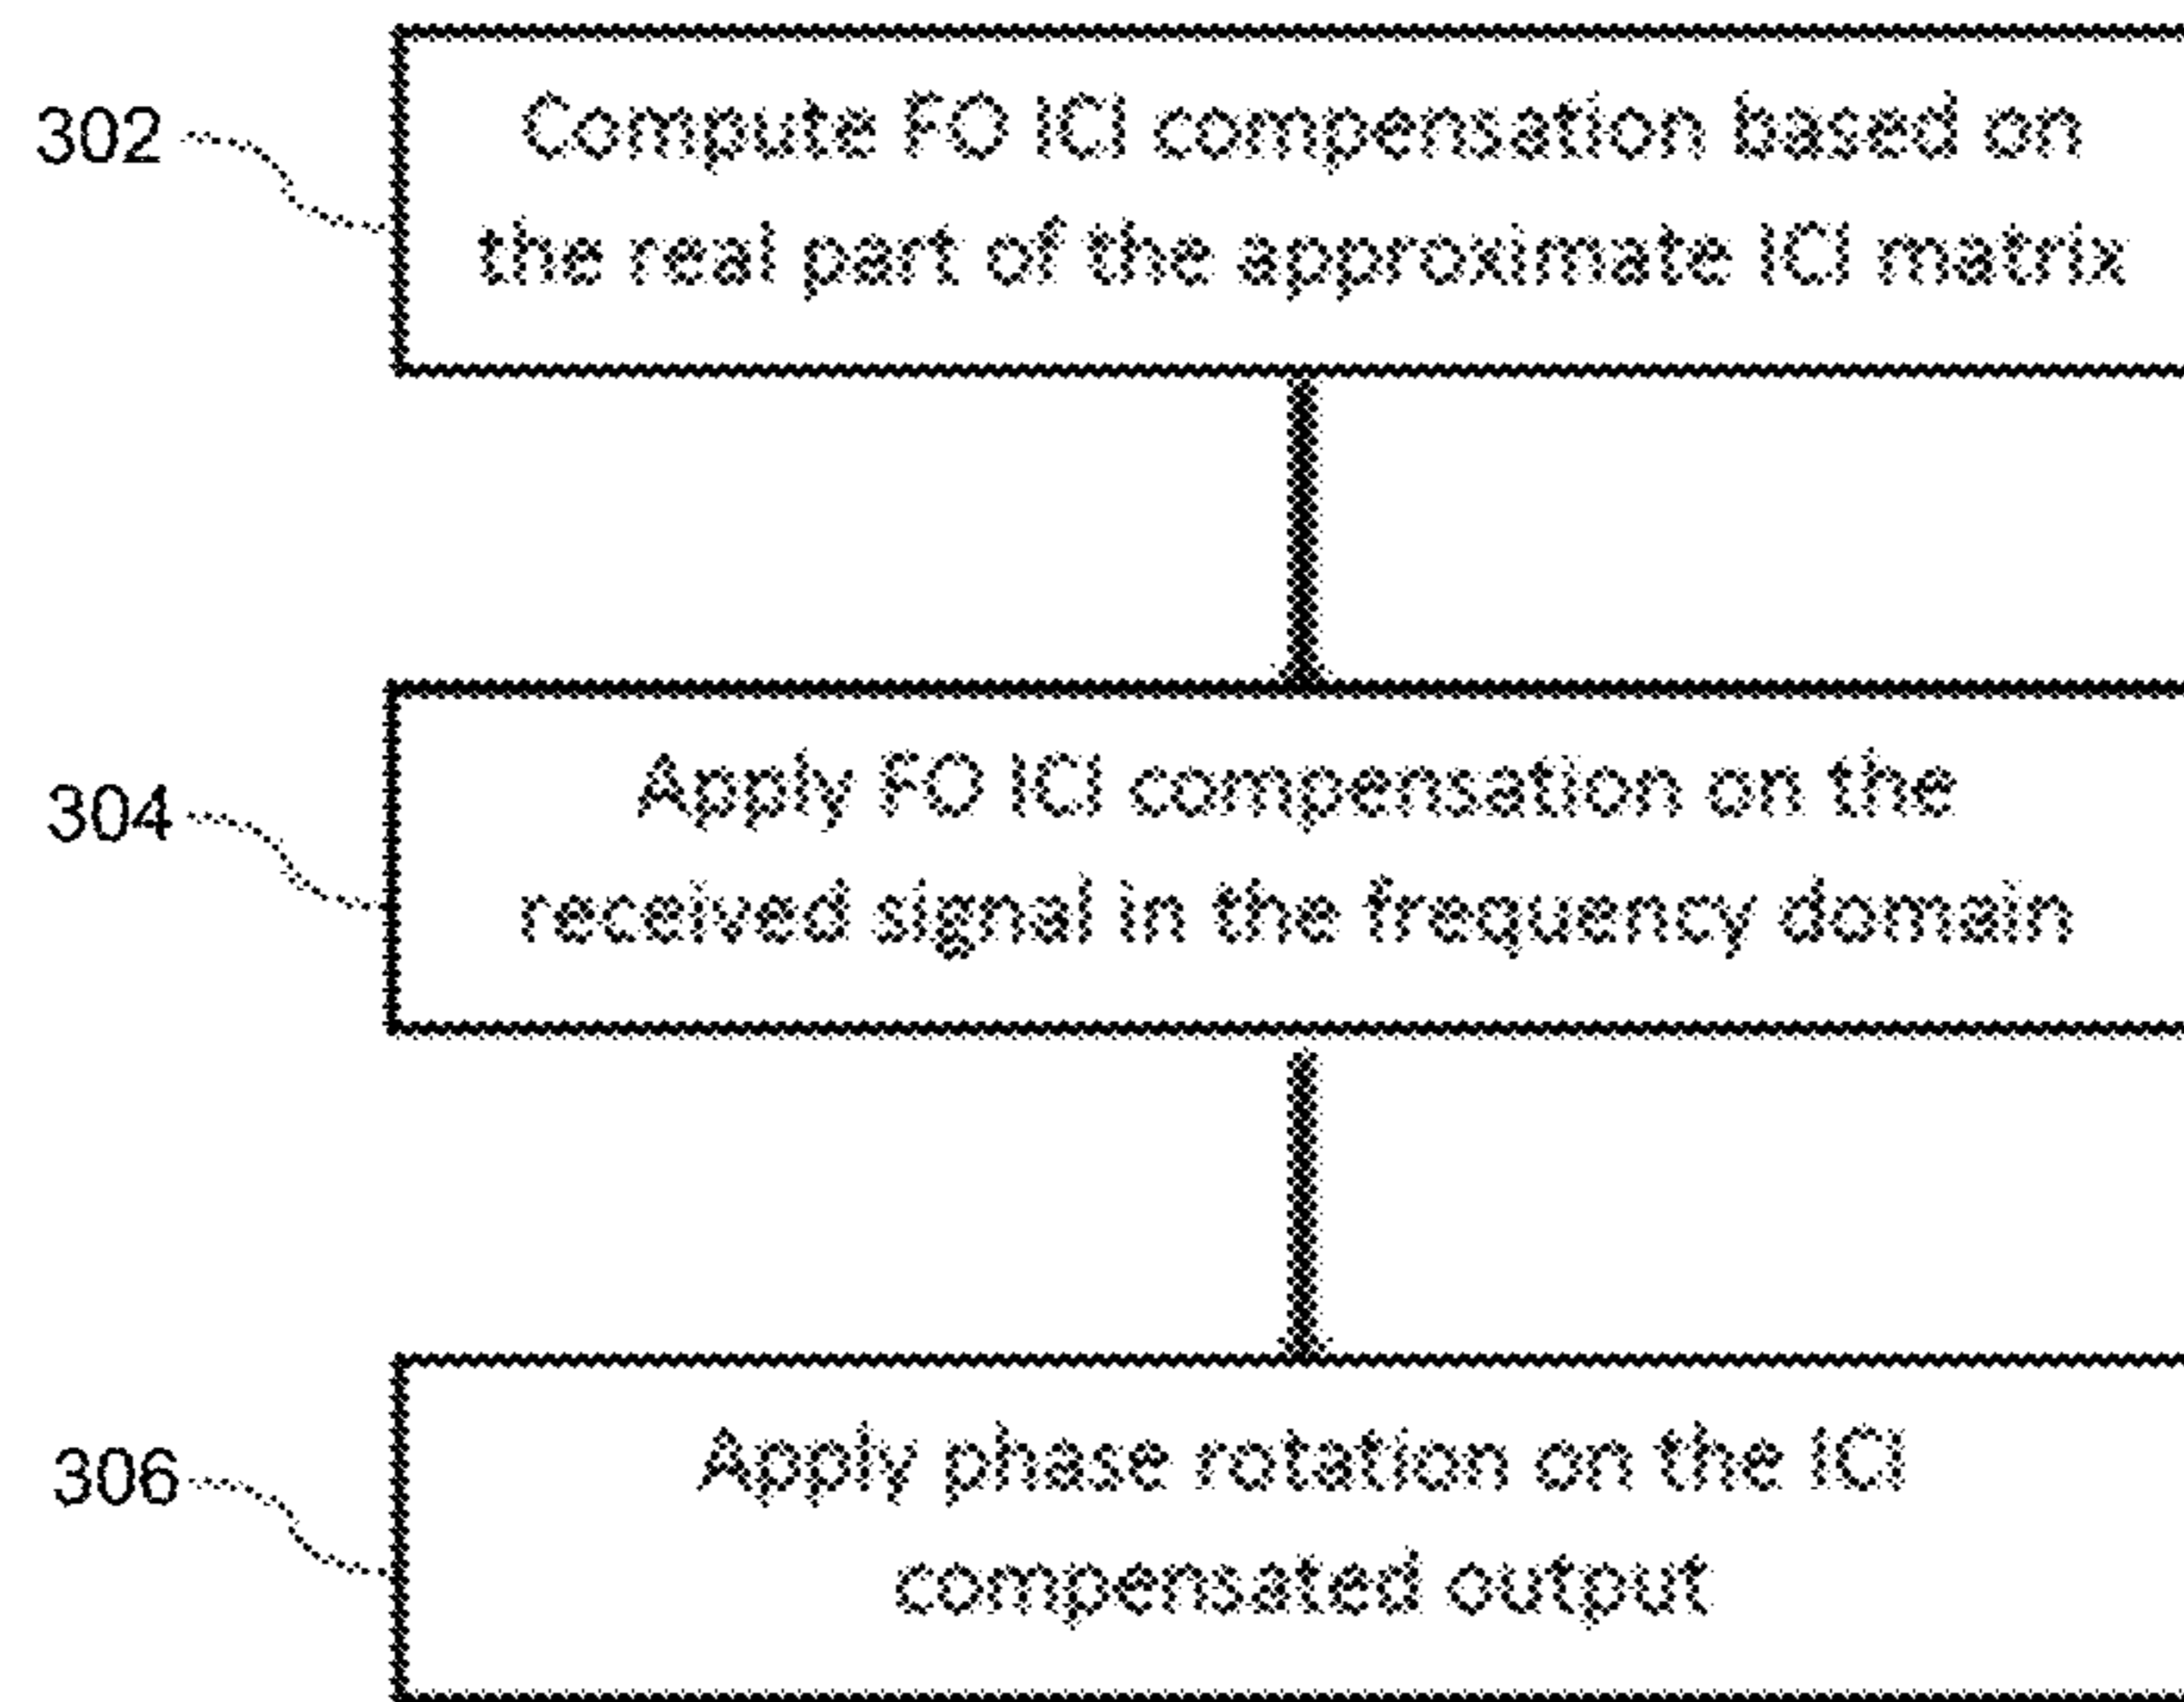 302
Compute FO ICI compensation based on
the real part of the approximate ICI matrix
304
Apply FO ICI compensation on the
received signal in the frequency domain
306
Apply phase rotation on the ICI
compensated output